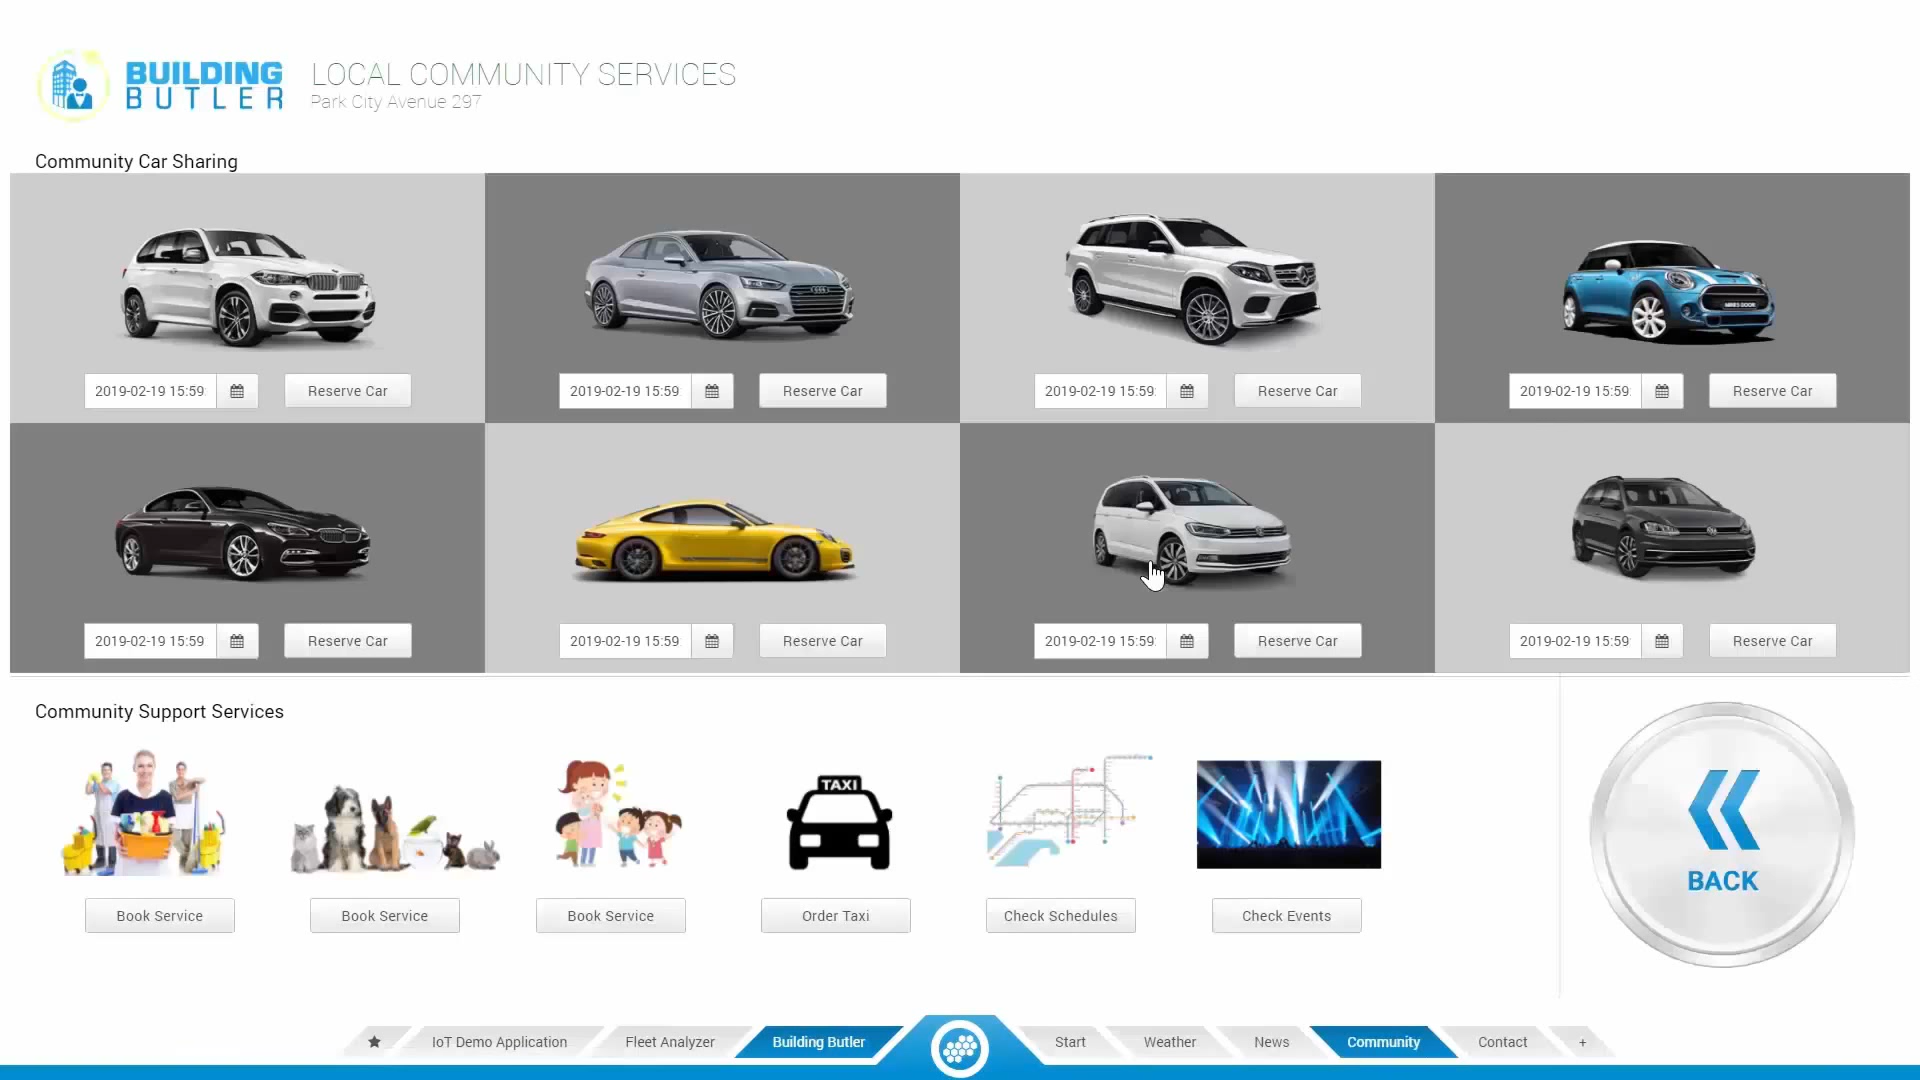 BUILDING
BUTLER
LOCAL COMMUNITY SERVICES
Park City Avenue 297
Community Car Sharing
2019-02-19 15:59 Reserve Car
2019-02-19 15:59 Reserve Car
2019-02-19 15:59: Reserve Car
2019-02-19 15:59 Reserve Car
2019-02-19 15:59 Reserve Car
2019-02-19 15:59 Reserve Car
2019-02-19 15:59: Reserve Car
2019-02-19 15:59 Reserve Car
Community Support Services
TAXI
BACK
Book Service
Book Service
Book Service
Order Taxi
Check Schedules
Check Events
IoT Demo Application
Fleet Analyzer
Building Butler
Start
Weather
News
Community
Contact
+